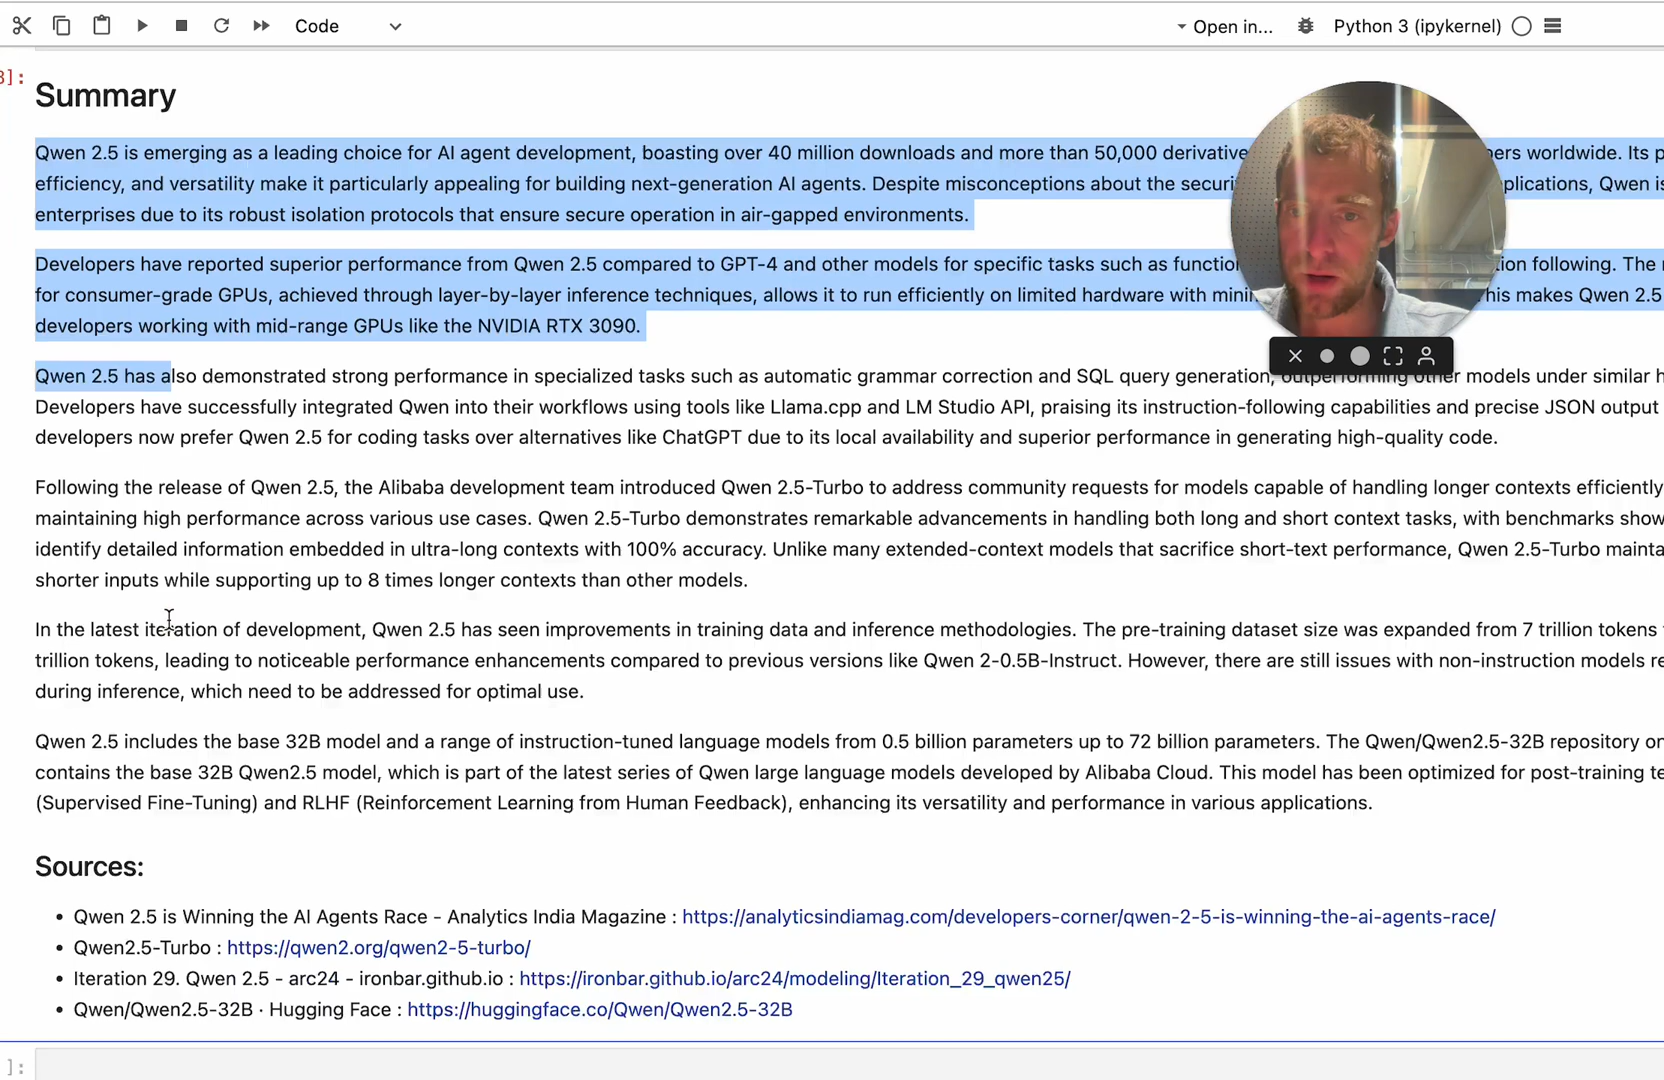 Code
Open in...
Python 3 (ipykernel)
]:
Summary
Qwen 2.5 is emerging as a leading choice for AI agent development, boasting over 40 million downloads and more than 50,000 derivative worldwide. Its
efficiency, and versatility make it particularly appealing for building next-generation AI agents. Despite misconceptions about the Qwen
enterprises due to its robust isolation protocols that ensure secure operation in air-gapped environments.
Developers have reported superior performance from Qwen 2.5 compared to GPT-4 and other models for specific tasks such as following. The
for consumer-grade GPUs, achieved through layer-by-layer inference techniques, allows it to run efficiently on limited hardware with makes Qwen 2.5
developers working with mid-range GPUs like the NVIDIA RTX 3090.
Qwen 2.5 has also demonstrated strong performance in specialized tasks such as automatic grammar correction and SQL query generation, outperforming other models under similar
Developers have successfully integrated Qwen into their workflows using tools like Llama.cpp and LM Studio API, praising its instruction-following capabilities and precise JSON output
developers now prefer Qwen 2.5 for coding tasks over alternatives like ChatGPT due to its local availability and superior performance in generating high-quality code.
Following the release of Qwen 2.5, the Alibaba development team introduced Qwen 2.5-Turbo to address community requests for models capable of handling longer contexts efficiently
maintaining high performance across various use cases. Qwen 2.5-Turbo demonstrates remarkable advancements in handling both long and short context tasks, with benchmarks
identify detailed information embedded in ultra-long contexts with 100% accuracy. Unlike many extended-context models that sacrifice short-text performance, Qwen 2.5-Turbo
shorter inputs while supporting up to 8 times longer contexts than other models.
In the latest iteration of development, Qwen 2.5 has seen improvements in training data and inference methodologies. The pre-training dataset size was expanded from 7 trillion tokens
trillion tokens, leading to noticeable performance enhancements compared to previous versions like Qwen 2-0.5B-Instruct. However, there are still issues with non-instruction models
during inference, which need to be addressed for optimal use.
Qwen 2.5 includes the base 32B model and a range of instruction-tuned language models from 0.5 billion parameters up to 72 billion parameters. The Qwen/Qwen2.5-32B repository
contains the base 32B Qwen2.5 model, which is part of the latest series of Qwen large language models developed by Alibaba Cloud. This model has been optimized for post-training
(Supervised Fine-Tuning) and RLHF (Reinforcement Learning from Human Feedback), enhancing its versatility and performance in various applications.
Sources:
• Qwen 2.5 is Winning the AI Agents Race - Analytics India Magazine : https://analyticsindiamag.com/developers-corner/qwen-2-5-is-winning-the-ai-agents-race/
• Qwen2.5-Turbo : https://qwen2.org/qwen2-5-turbo/
• Iteration 29. Qwen 2.5 - arc24 - ironbar.github.io : https://ironbar.github.io/arc24/modeling/Iteration_29_qwen25/
• Qwen/Qwen2.5-32B · Hugging Face : https://huggingface.co/Qwen/Qwen2.5-32B
]: